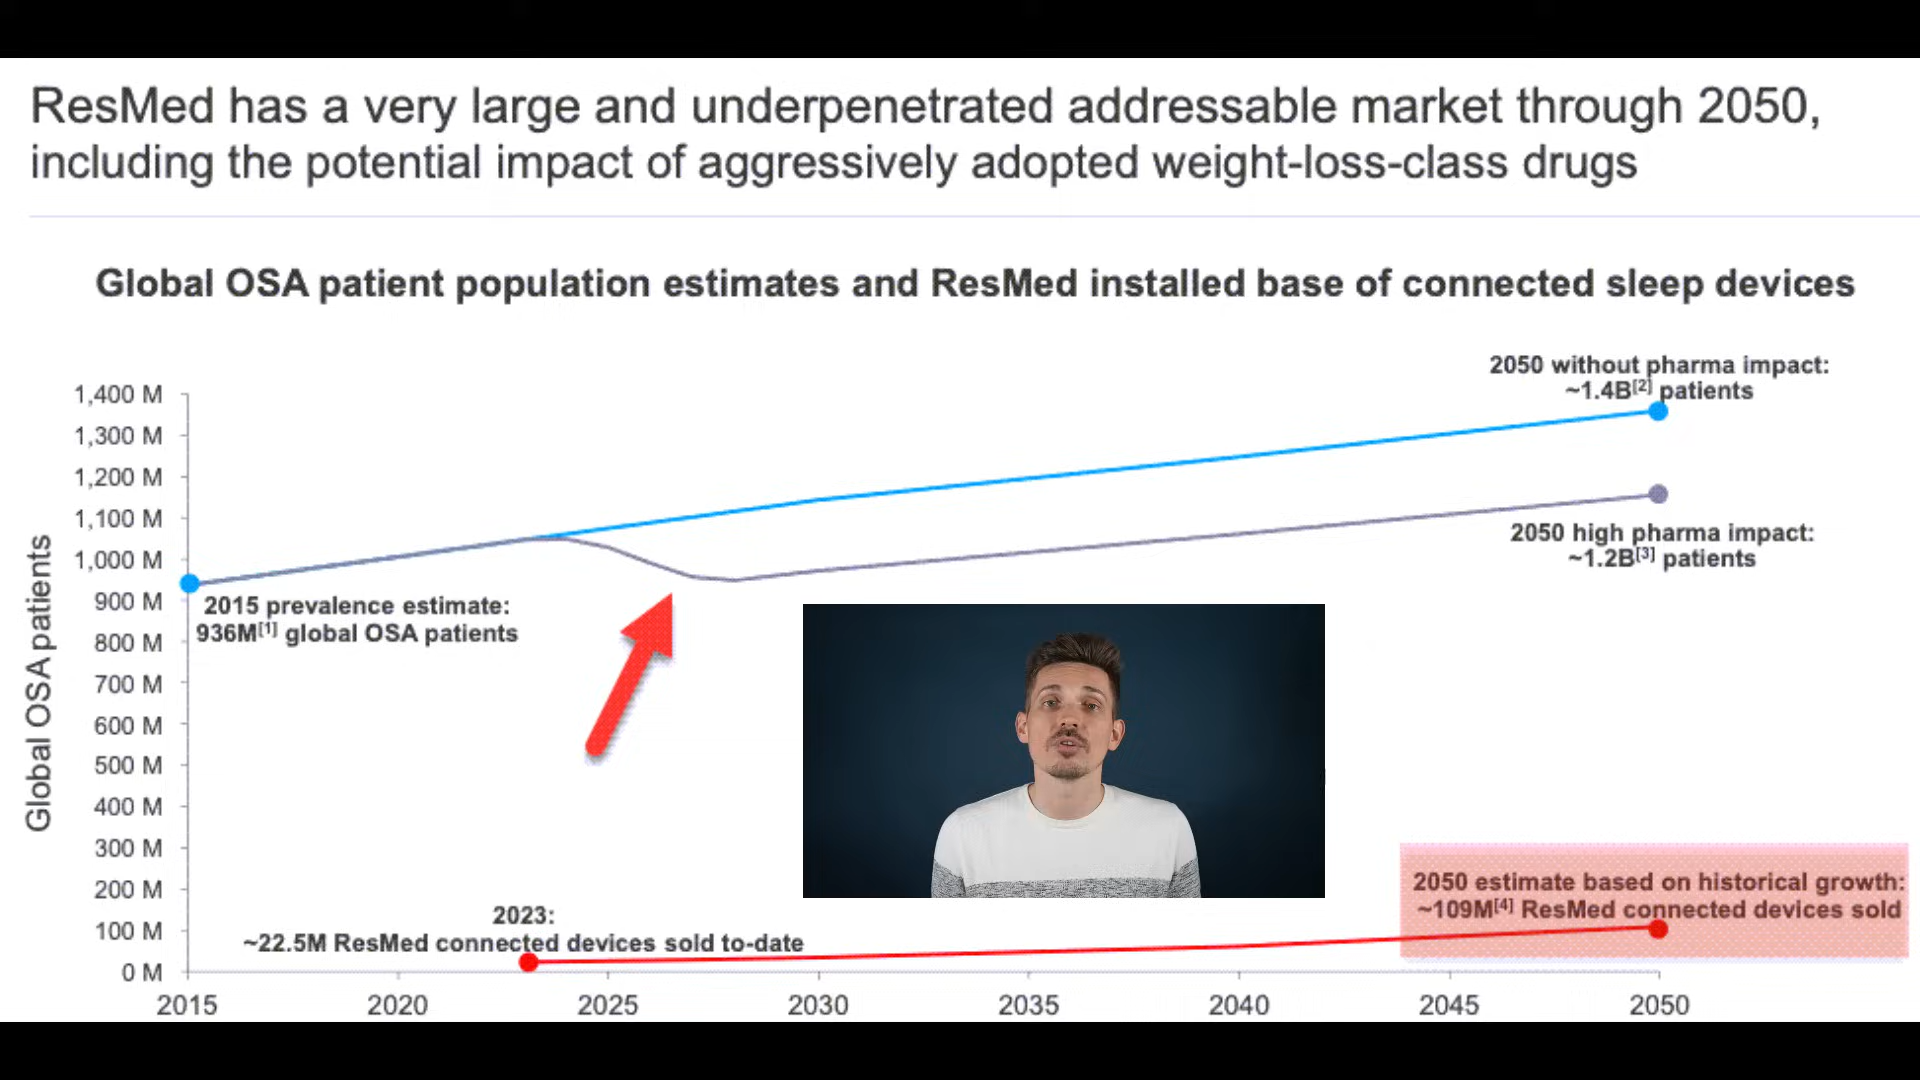 ResMed has a very large and underpenetrated addressable market through 2050,
including the potential impact of aggressively adopted weight-loss-class drugs
Global OSA patient population estimates and ResMed installed base of connected sleep devices
Global OSA patients
1,400 M
1,300 M
1,200 M
1,100 M
1,000 M
900 M
800 M
700 M
600 M
500 M
400 M
300 M
200 M
100 M
0 M
2050 without pharma impact:
~1.4B[2] patients
2050 high pharma impact:
~1.2B[3] patients
2015 prevalence estimate:
936M[1] global OSA patients
2050 estimate based on historical growth:
~109M[4] ResMed connected devices sold
2023:
~22.5M ResMed connected devices sold to-date
2015 2020 2025 2030 2035 2040 2045 2050